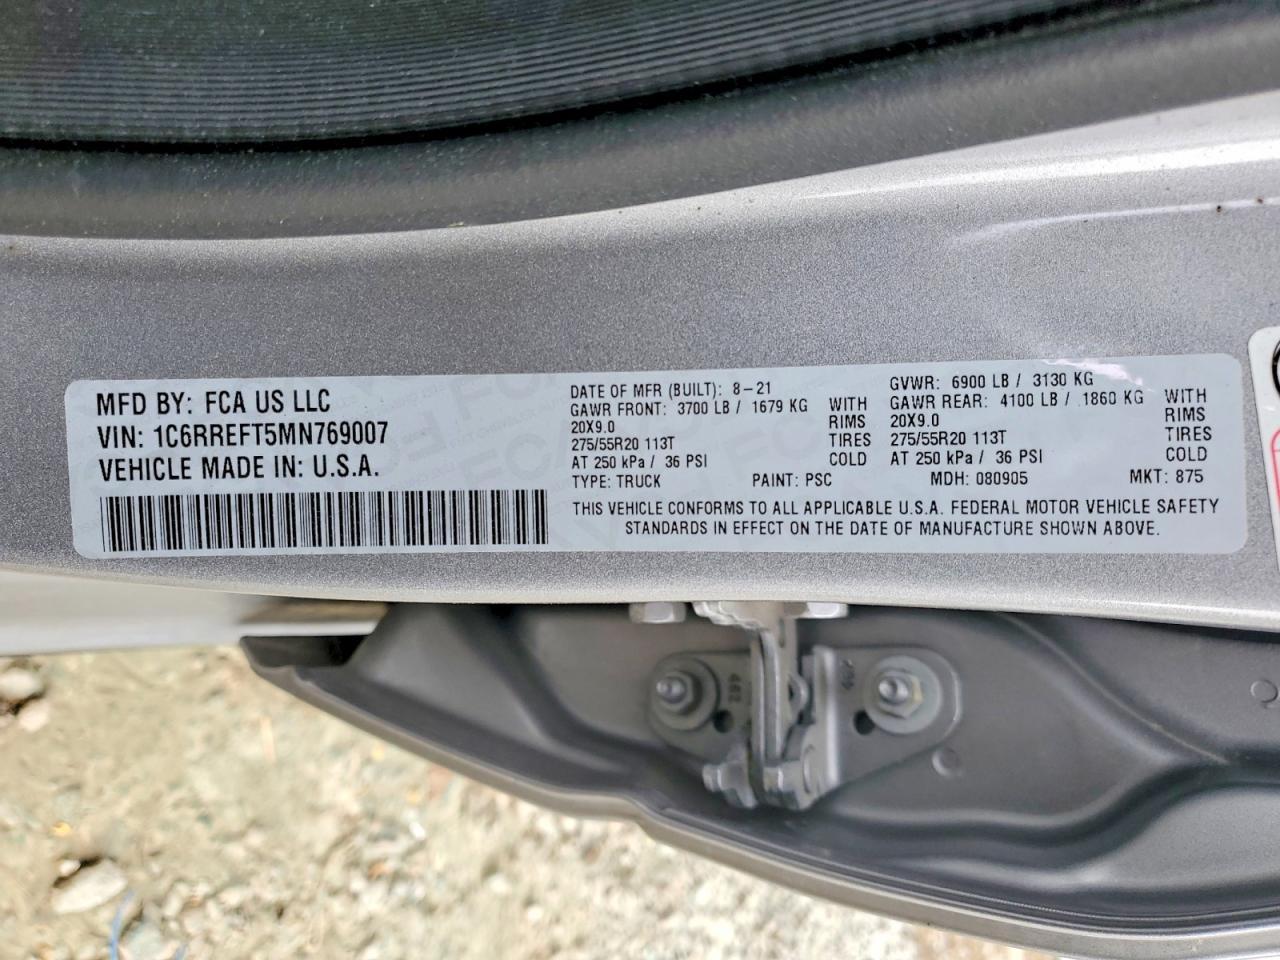 MFD BY: FCA US LLC
VIN: 1C6RREFT5MN769007
VEHICLE MADE IN: U.S.A.
DATE OF MFR (BUILT): 8-21
GAWR FRONT: 3700 LB / 1679 KG WITH
20X9.0 RIMS
275/55R20 113T TIRES
AT 250 kPa / 36 PSI COLD
GVWR: 6900 LB / 3130 KG
GAWR REAR: 4100 LB / 1860 KG WITH
20X9.0 RIMS
275/55R20 113T TIRES
AT 250 kPa / 36 PSI COLD
TYPE: TRUCK PAINT: PSC MDH: 080905 MKT: 875
THIS VEHICLE CONFORMS TO ALL APPLICABLE U.S.A. FEDERAL MOTOR VEHICLE SAFETY
STANDARDS IN EFFECT ON THE DATE OF MANUFACTURE SHOWN ABOVE.